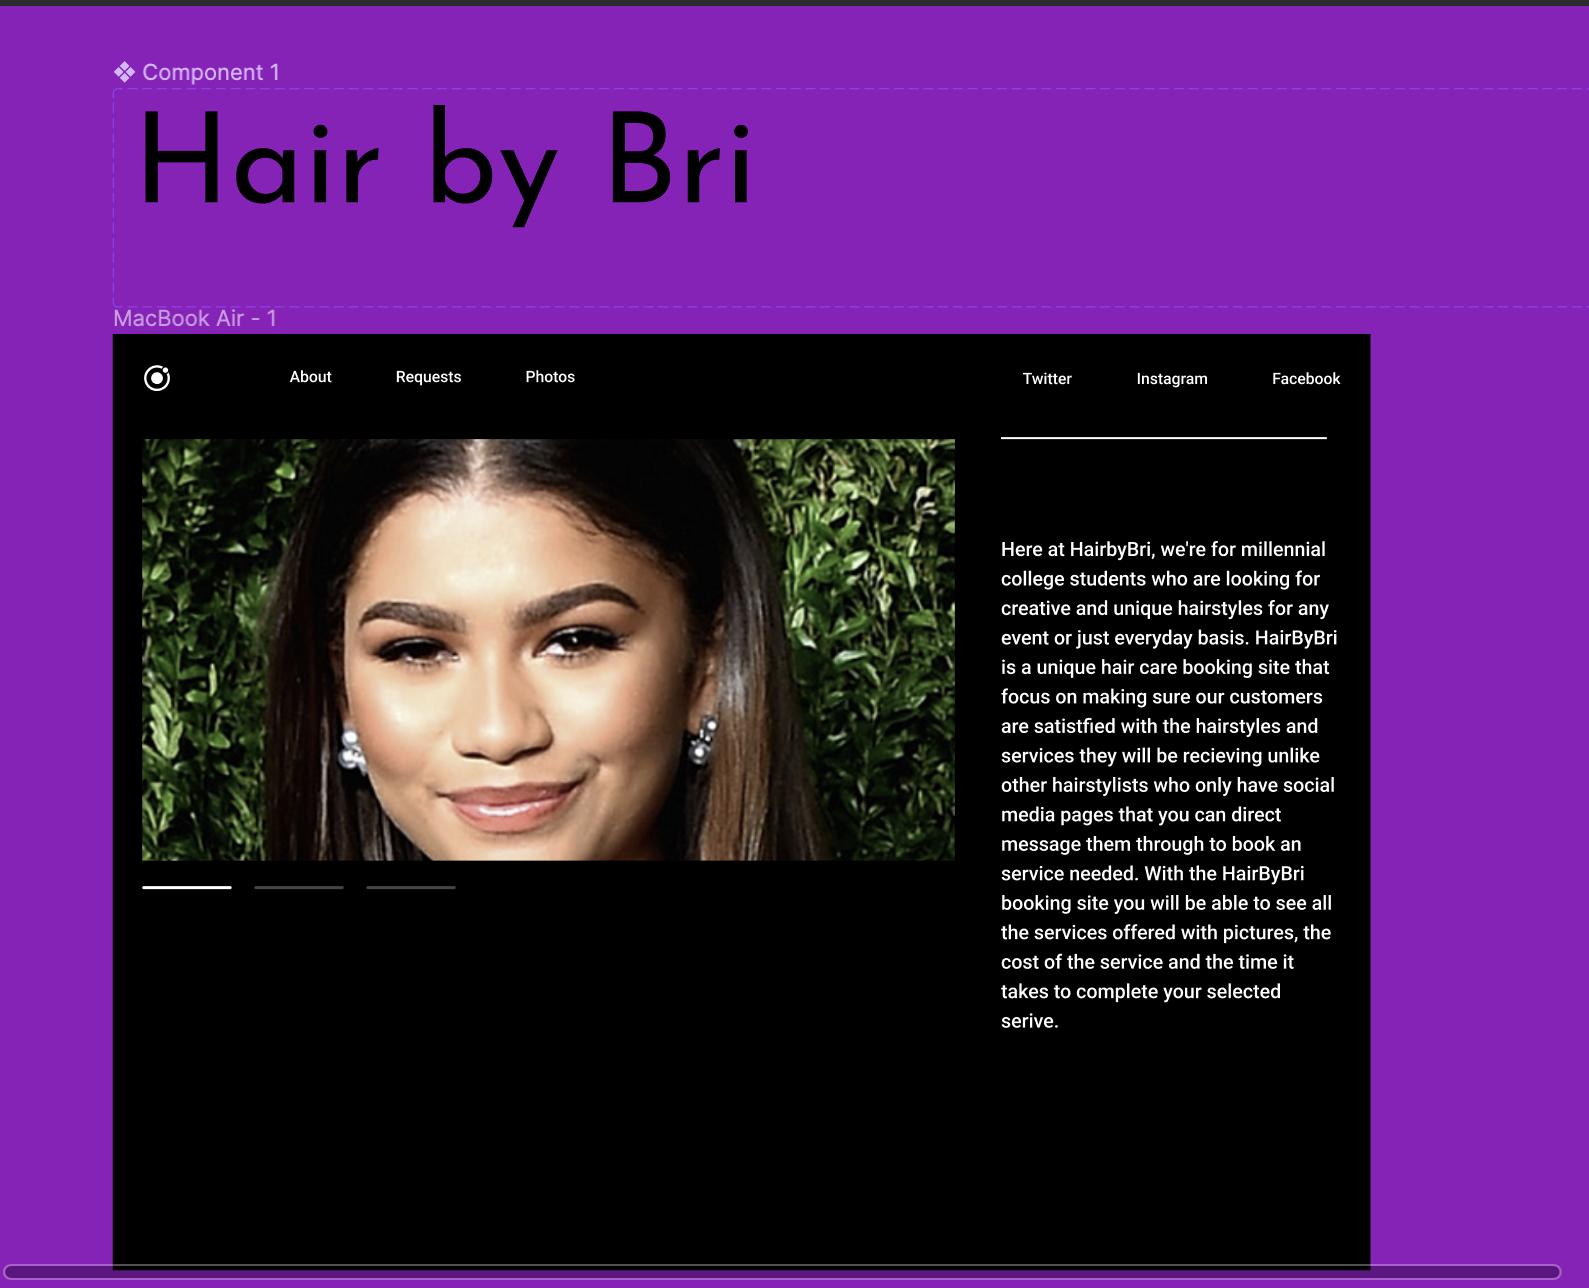 Component 1
Hair by Bri
MacBook Air - 1
About Requests Photos Twitter Instagram Facebook
Here at HairbyBri, we're for millennial
college students who are looking for
creative and unique hairstyles for any
event or just everyday basis. HairByBri
is a unique hair care booking site that
focus on making sure our customers
are satistfied with the hairstyles and
services they will be recieving unlike
other hairstylists who only have social
media pages that you can direct
message them through to book an
service needed. With the HairByBri
booking site you will be able to see all
the services offered with pictures, the
cost of the service and the time it
takes to complete your selected
serive.